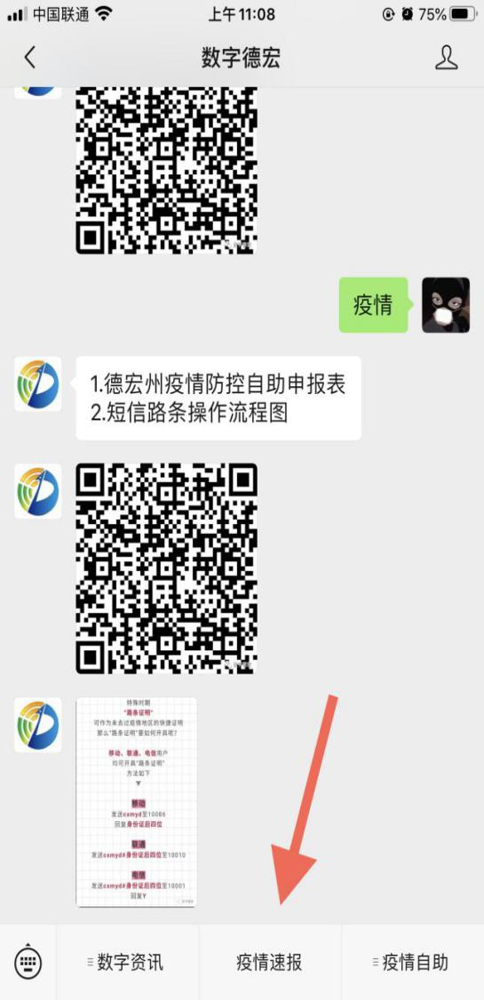 中国联通
上午11:08
75%
数字德宏
疫情
1.德宏州疫情防控自助申报表
2.短信路条操作流程图
特殊时期
"路条证明"
可作为未去过疫情地区的快捷证明
那么"路条证明"要如何开具呢?
移动、联通、电信用户
均可开具"路条证明"
方法如下
移动
发送cxmyd至10086
回复身份证后四位
联通
发送cxmyd#身份证后四位至10010
电信
发送cxmyd#身份证后四位至10001
回复Y
数字资讯
疫情速报
疫情自助